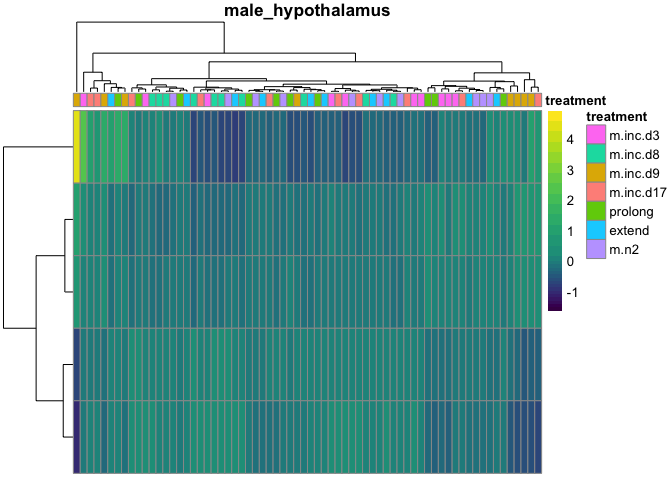 male_hypothalamus
treatment
4
3
2
1
0
-1
treatment
m.inc.d3
m.inc.d8
m.inc.d9
m.inc.d17
prolong
extend
m.n2